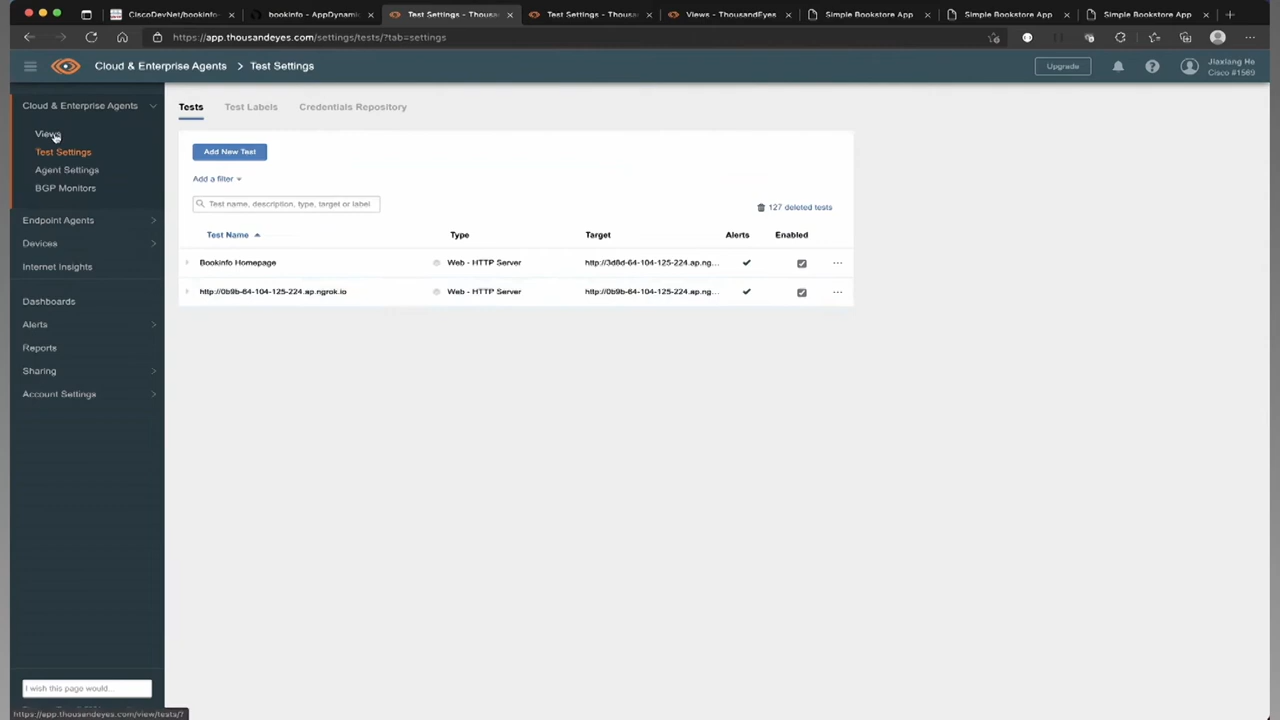 CiscoDevNet/bookinfo-
bookinfo - AppDynamic
Test Settings - Thousan
Test Settings - Thousan
Views - ThousandEyes
Simple Bookstore App
Simple Bookstore App
Simple Bookstore App
https://app.thousandeyes.com/settings/tests/?tab=settings
Cloud & Enterprise Agents > Test Settings
Upgrade
Jiaxiang He
Cisco #1569
Cloud & Enterprise Agents
Views
Test Settings
Agent Settings
BGP Monitors
Endpoint Agents
Devices
Internet Insights
Dashboards
Alerts
Reports
Sharing
Account Settings
I wish this page would...
https://app.thousandeyes.com/view/tests/?
Tests Test Labels Credentials Repository
Add New Test
Add a filter
Test name, description, type, target or label
127 deleted tests
Test Name Type Target Alerts Enabled
Bookinfo Homepage Web - HTTP Server http://3d8d-64-104-125-224.ap.ng... ...
http://0b9b-64-104-125-224.ap.ngrok.io Web - HTTP Server http://0b9b-64-104-125-224.ap.ng... ...